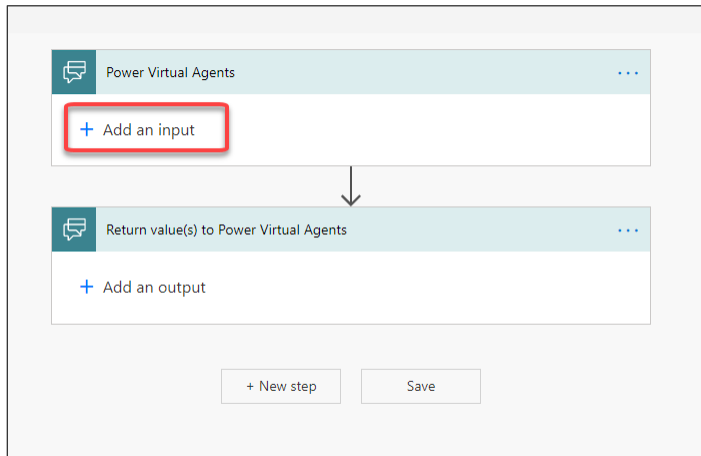 Power Virtual Agents
Add an input
Return value(s) to Power Virtual Agents
Add an output
+ New step
Save